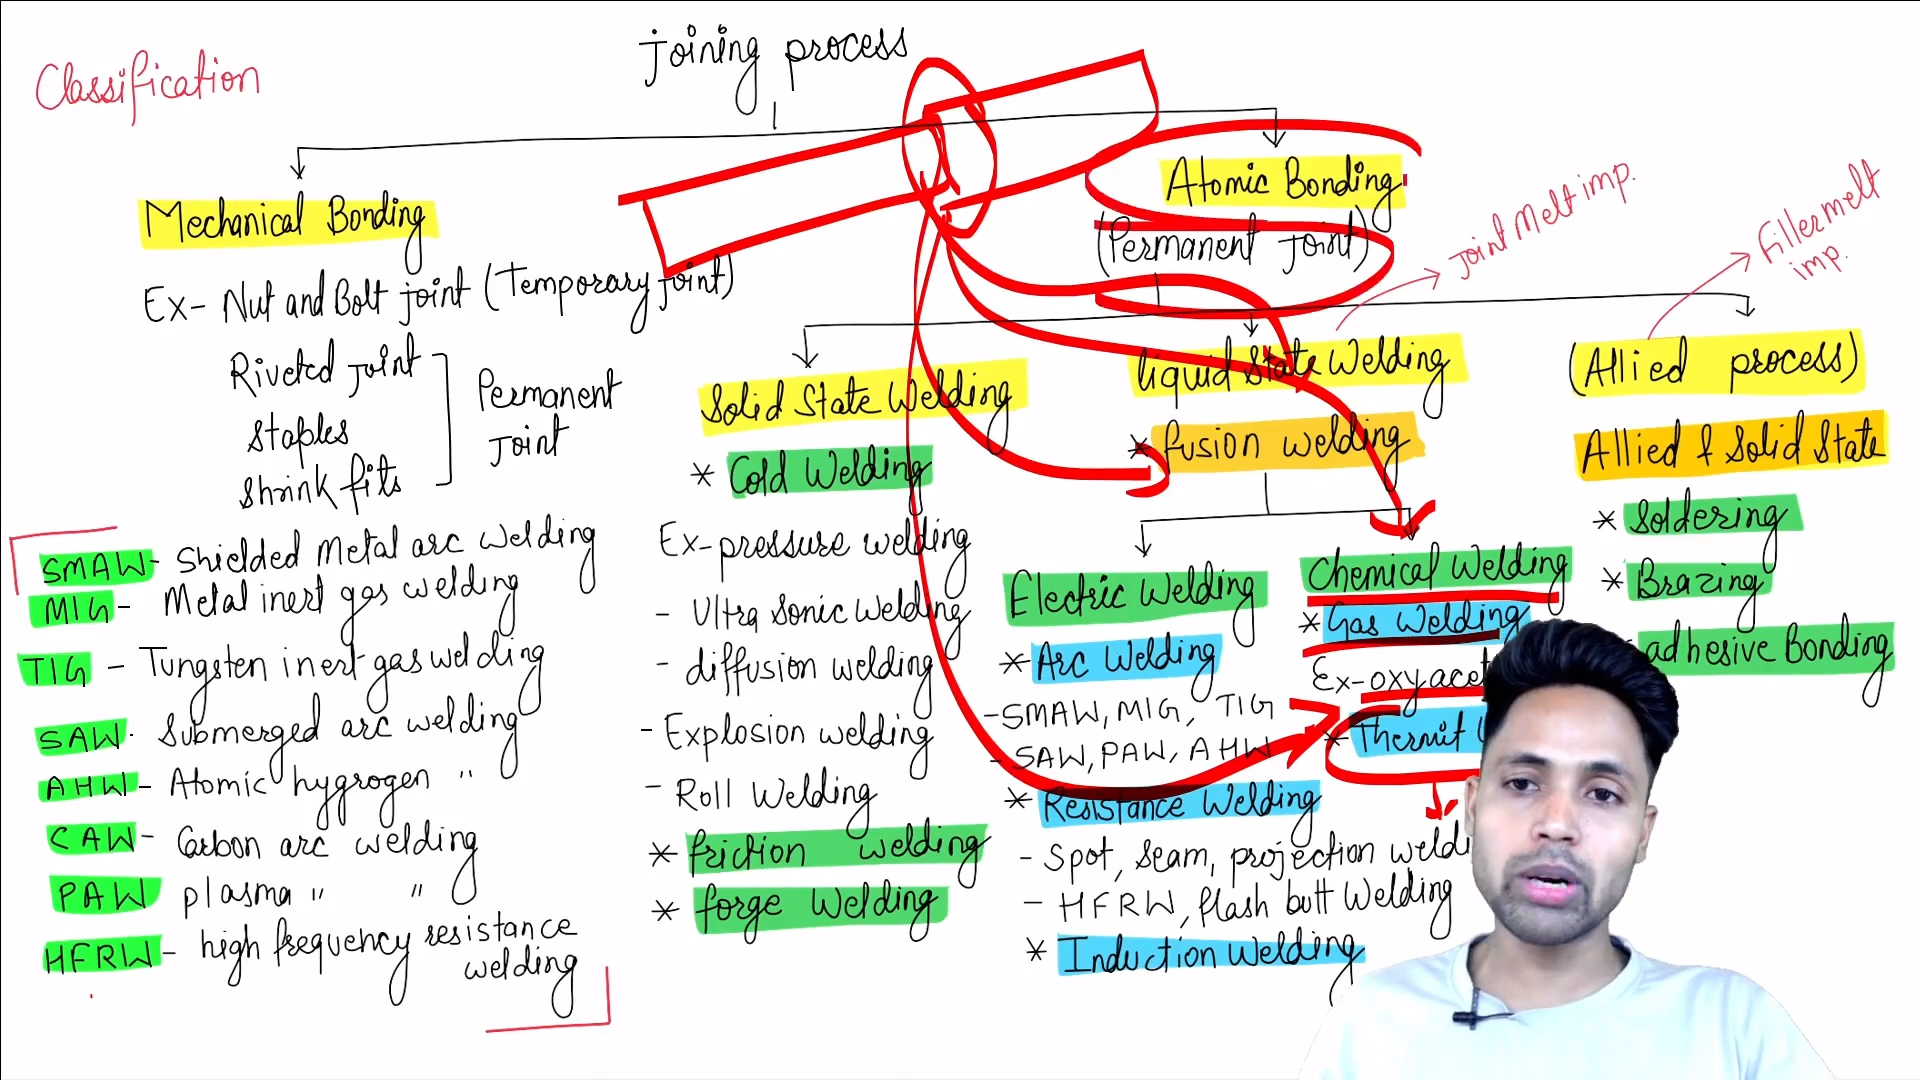 Classification
joining process
Mechanical Bonding
Ex- Nut and Bolt joint (Temporary joint)
Riveted joint
Staples
Shrink fits
Permanent
Joint
Atomic Bonding
(Permanent joint)
Joint Melt imp.
Filler melt
imp.
Solid State Welding
* Cold Welding
Ex- pressure welding
- Ultra Sonic Welding
- diffusion welding
- Explosion welding
- Roll Welding
* friction welding
* forge Welding
liquid State Welding
* fusion welding
Electric Welding
* Arc Welding
- SMAW, MIG, TIG
- SAW, PAW, AHW
* Resistance Welding
- Spot, Seam, projection
- HFRW, flash butt Welding
* Induction Welding
Chemical Welding
* Gas Welding
Ex-
* Thermit
(Allied process)
Allied & Solid State
* Soldering
* Brazing
adhesive Bonding
SMAW- Shielded Metal arc welding
MIG- Metal inert gas welding
TIG - Tungsten inert gas welding
SAW- Submerged arc welding
AHW- Atomic hygrogen "
CAW- Carbon arc welding
PAW plasma " "
HFRW- high frequency resistance
welding